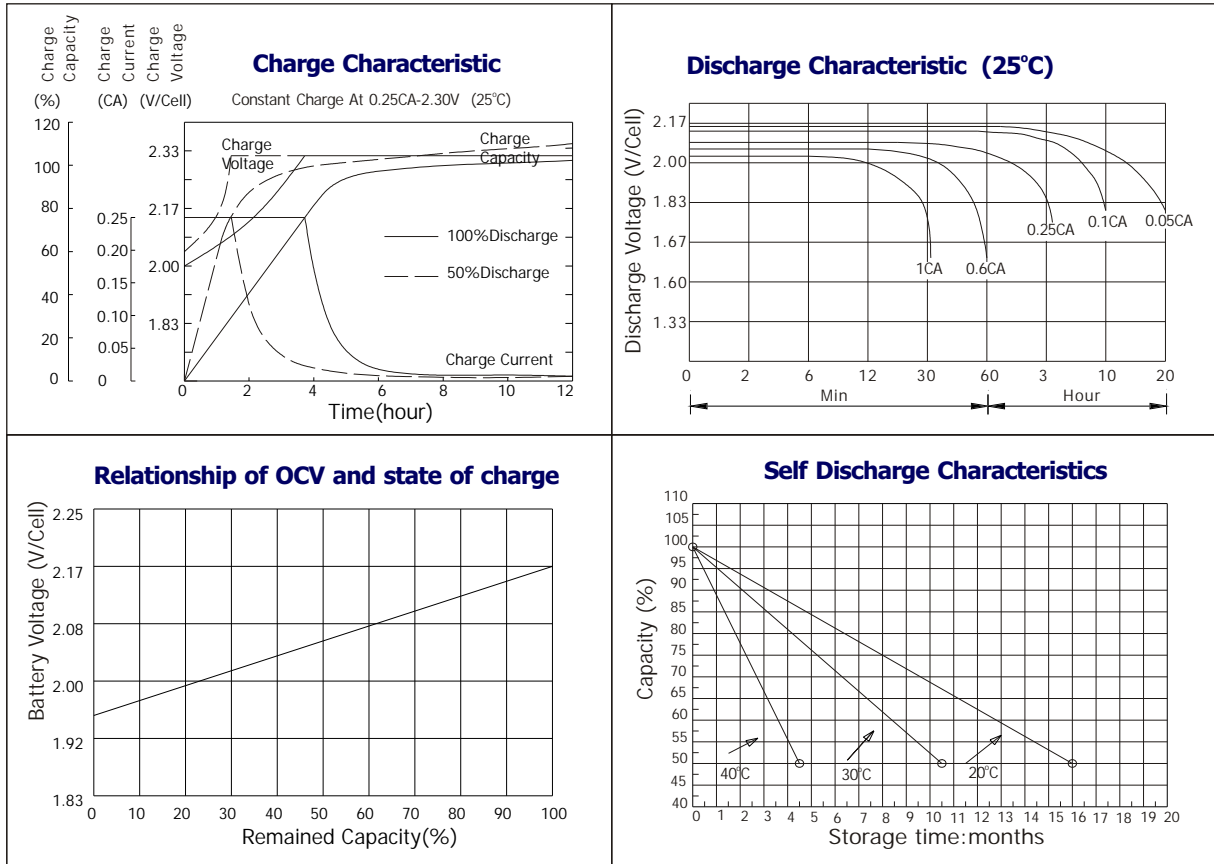 Charge Capacity
Charge Current
Charge Voltage
(%)
(CA)
(V/Cell)
Charge Characteristic
Constant Charge At 0.25CA-2.30V (25°C)
120
100
80
60
40
20
0
0.25
0.20
0.15
0.10
0.05
0
2.33
2.17
2.00
1.83
Charge Voltage
Charge Capacity
100%Discharge
50%Discharge
Charge Current
0 2 4 6 8 10 12
Time(hour)
Discharge Characteristic (25°C)
Discharge Voltage (V/Cell)
2.17
2.00
1.83
1.67
1.60
1.33
1CA
0.6CA
0.25CA
0.1CA
0.05CA
0 2 6 12 30 60 3 10 20
Min
Hour
Relationship of OCV and state of charge
Battery Voltage (V/Cell)
2.25
2.17
2.08
2.00
1.92
1.83
0 10 20 30 40 50 60 70 80 90 100
Remained Capacity(%)
Self Discharge Characteristics
Capacity (%)
110
105
100
95
90
85
80
75
70
65
60
55
50
45
40
40°C
30°C
20°C
0 1 2 3 4 5 6 7 8 9 10 11 12 13 14 15 16 17 18 19 20
Storage time:months